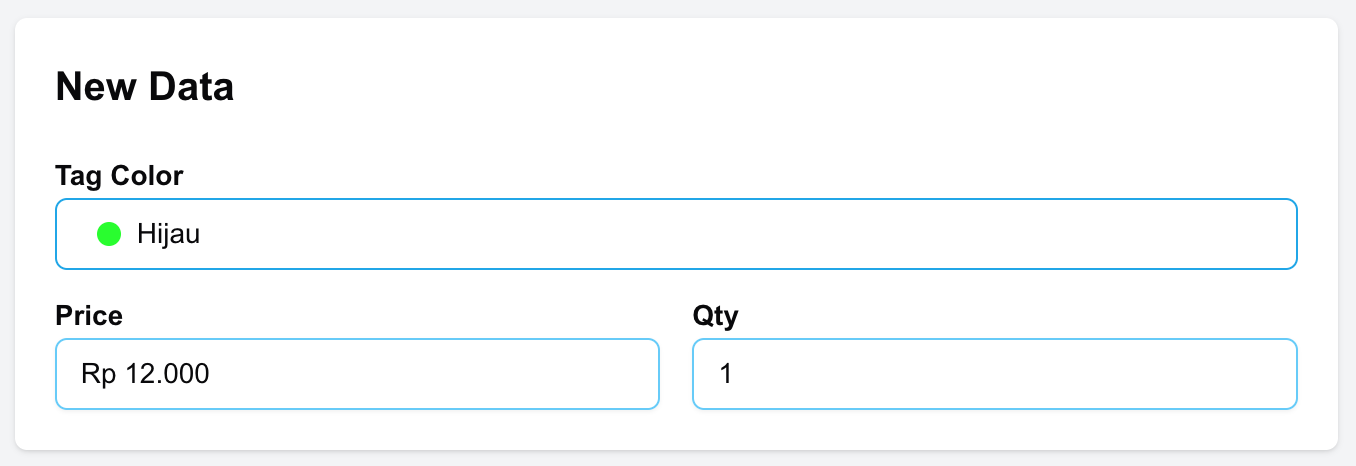 New Data
Tag Color
Hijau
Price
Qty
Rp 12.000
1